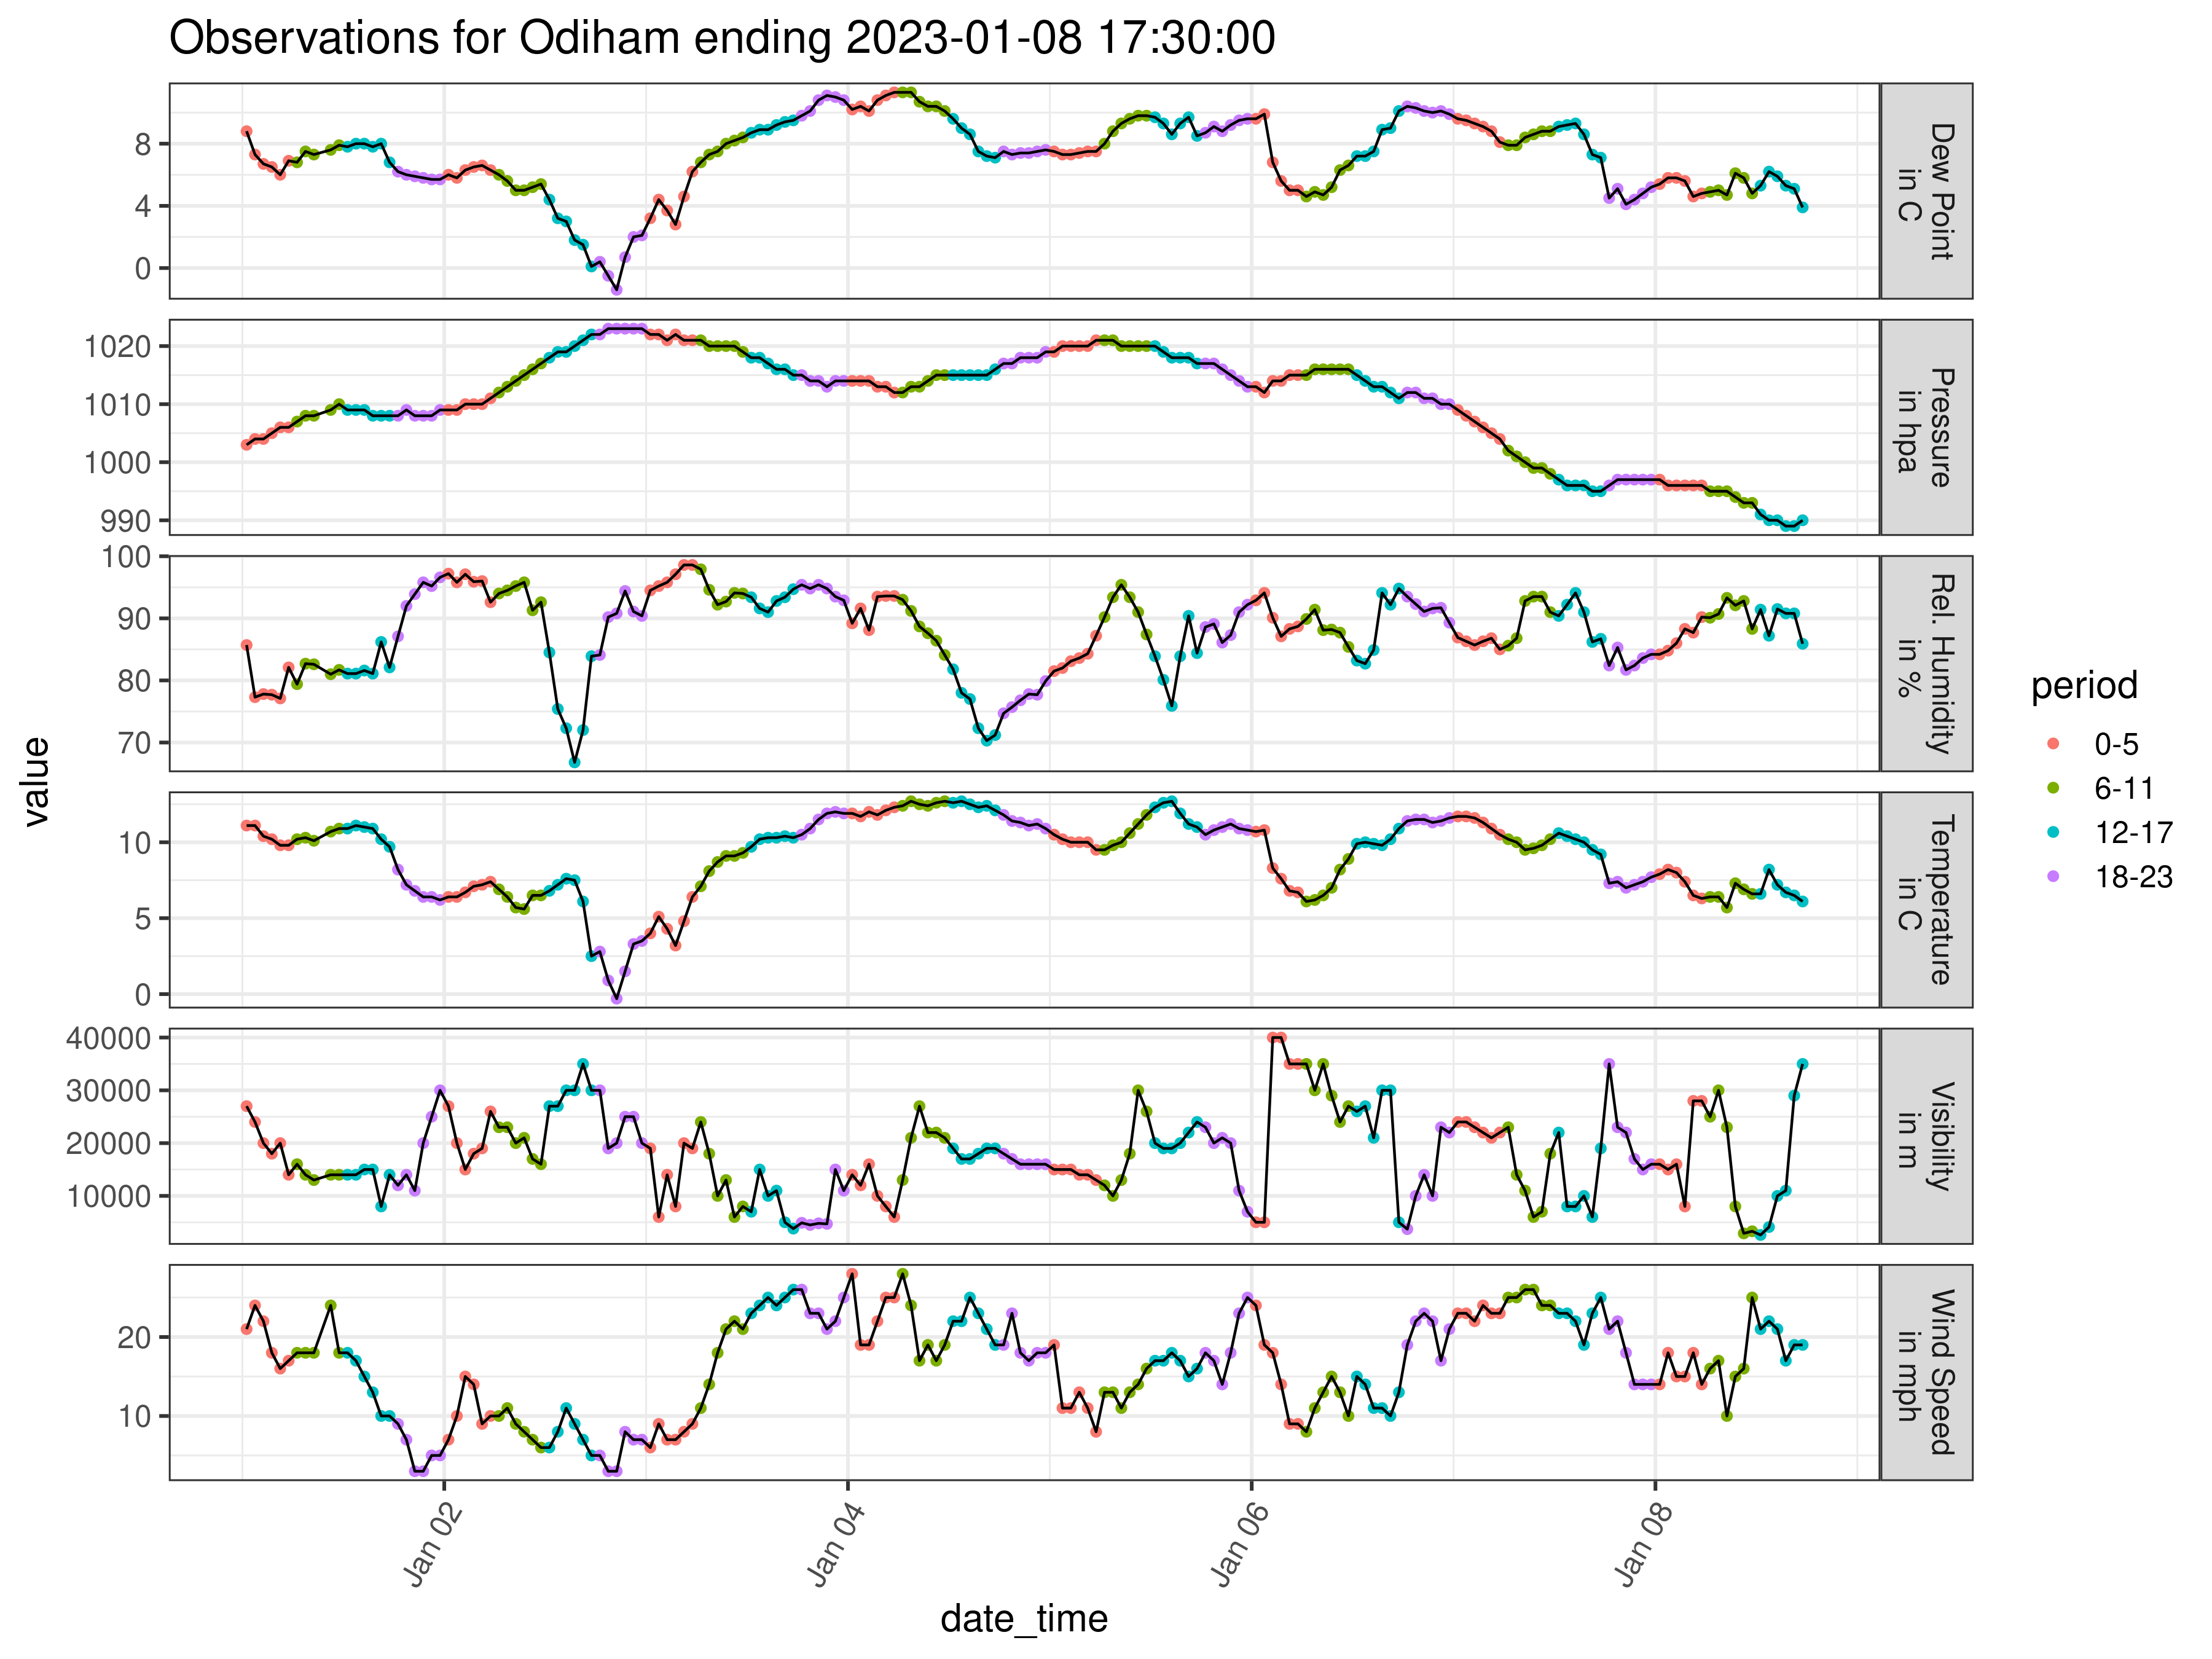 Observations for Odiham ending 2023-01-08 17:30:00
value
8
4
0
Dew Point
in C
1020
1010
1000
990
Pressure
in hpa
100
90
80
70
Rel. Humidity
in %
10
5
0
Temperature
in C
40000
30000
20000
10000
Visibility
in m
20
10
Wind Speed
in mph
Jan 02
Jan 04
Jan 06
Jan 08
date_time
period
0-5
6-11
12-17
18-23